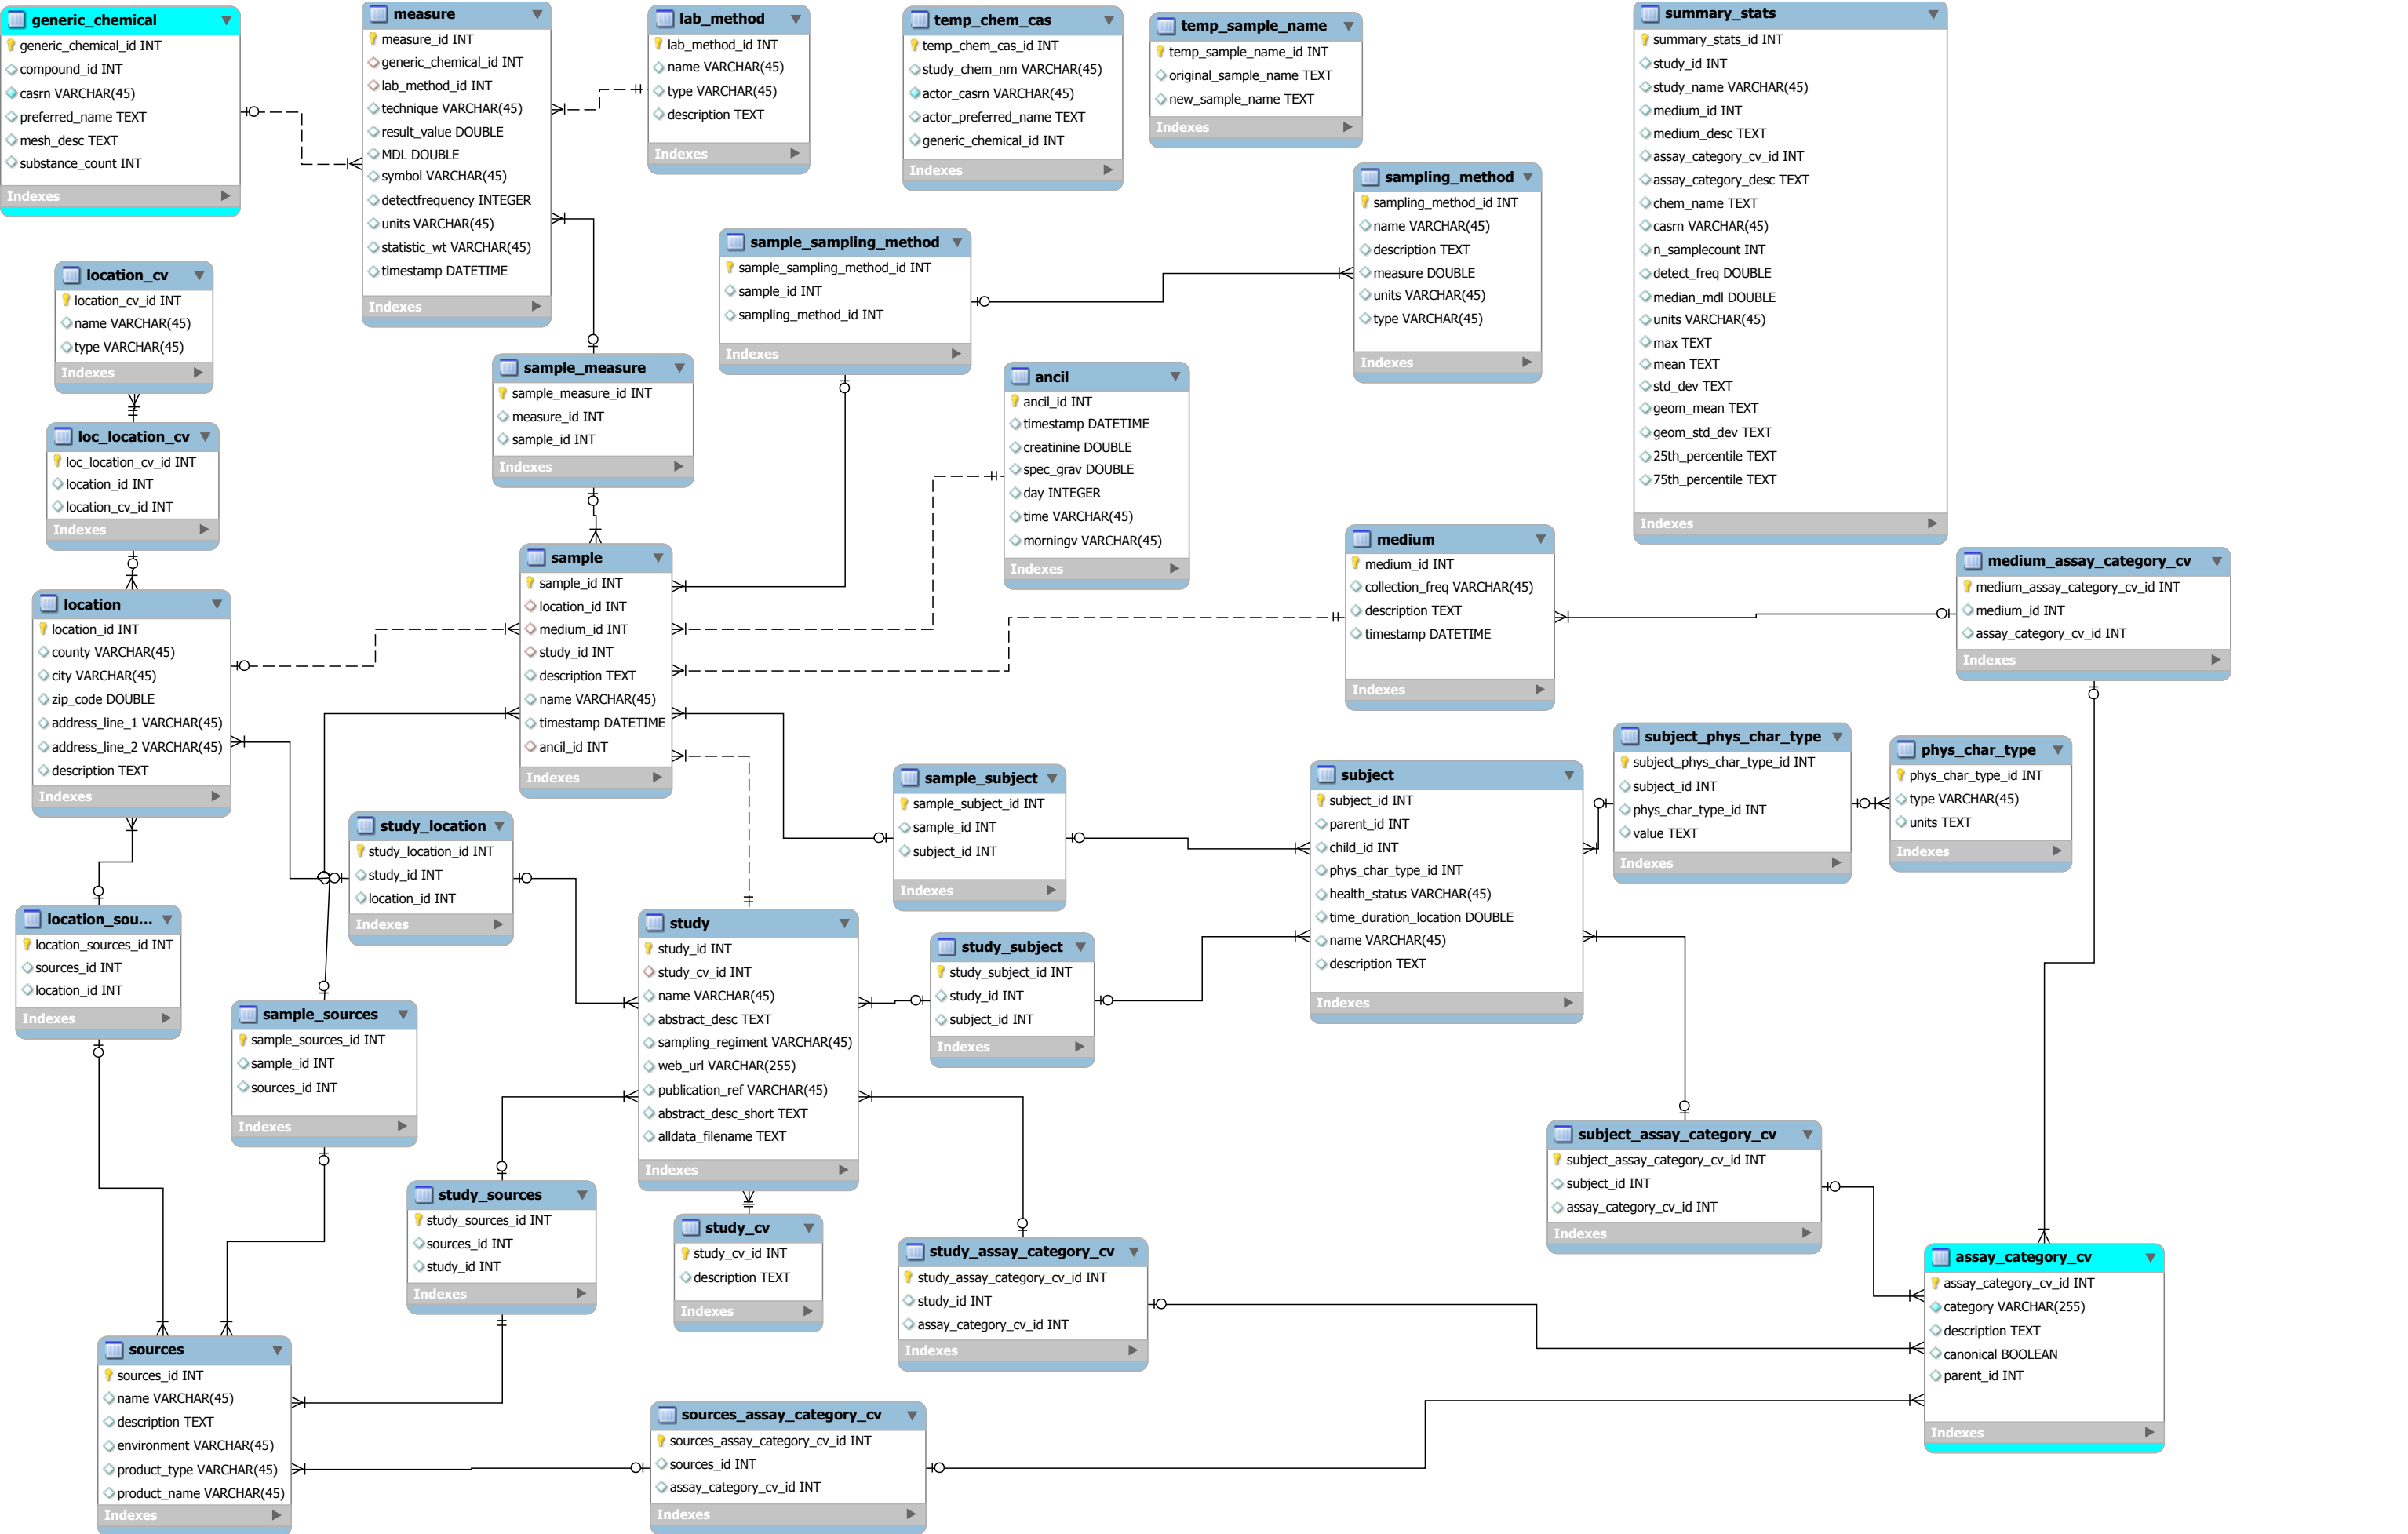 generic_chemical
generic_chemical_id INT
compound_id INT
casrn VARCHAR(45)
preferred_name TEXT
mesh_desc TEXT
substance_count INT
Indexes
measure
measure_id INT
generic_chemical_id INT
lab_method_id INT
technique VARCHAR(45)
result_value DOUBLE
MDL DOUBLE
symbol VARCHAR(45)
detectfrequency INTEGER
units VARCHAR(45)
statistic_wt VARCHAR(45)
timestamp DATETIME
Indexes
lab_method
lab_method_id INT
name VARCHAR(45)
type VARCHAR(45)
description TEXT
Indexes
temp_chem_cas
temp_chem_cas_id INT
study_chem_nm VARCHAR(45)
actor_casrn VARCHAR(45)
actor_preferred_name TEXT
generic_chemical_id INT
Indexes
temp_sample_name
temp_sample_name_id INT
original_sample_name TEXT
new_sample_name TEXT
Indexes
summary_stats
summary_stats_id INT
study_id INT
study_name VARCHAR(45)
medium_id INT
medium_desc TEXT
assay_category_cv_id INT
assay_category_desc TEXT
chem_name TEXT
casrn VARCHAR(45)
n_samplecount INT
detect_freq DOUBLE
median_mdl DOUBLE
units VARCHAR(45)
max TEXT
mean TEXT
std_dev TEXT
geom_mean TEXT
geom_std_dev TEXT
25th_percentile TEXT
75th_percentile TEXT
Indexes
sampling_method
sampling_method_id INT
name VARCHAR(45)
description TEXT
measure DOUBLE
units VARCHAR(45)
type VARCHAR(45)
Indexes
sample_sampling_method
sample_sampling_method_id INT
sample_id INT
sampling_method_id INT
Indexes
location_cv
location_cv_id INT
name VARCHAR(45)
type VARCHAR(45)
Indexes
sample_measure
sample_measure_id INT
measure_id INT
sample_id INT
Indexes
ancil
ancil_id INT
timestamp DATETIME
creatinine DOUBLE
spec_grav DOUBLE
day INTEGER
time VARCHAR(45)
morningv VARCHAR(45)
Indexes
loc_location_cv
loc_location_cv_id INT
location_id INT
location_cv_id INT
Indexes
sample
sample_id INT
location_id INT
medium_id INT
study_id INT
description TEXT
name VARCHAR(45)
timestamp DATETIME
ancil_id INT
Indexes
medium
medium_id INT
collection_freq VARCHAR(45)
description TEXT
timestamp DATETIME
Indexes
medium_assay_category_cv
medium_assay_category_cv_id INT
medium_id INT
assay_category_cv_id INT
Indexes
location
location_id INT
county VARCHAR(45)
city VARCHAR(45)
zip_code DOUBLE
address_line_1 VARCHAR(45)
address_line_2 VARCHAR(45)
description TEXT
Indexes
subject_phys_char_type
subject_phys_char_type_id INT
subject_id INT
phys_char_type_id INT
value TEXT
Indexes
phys_char_type
phys_char_type_id INT
type VARCHAR(45)
units TEXT
Indexes
sample_subject
sample_subject_id INT
sample_id INT
subject_id INT
Indexes
subject
subject_id INT
parent_id INT
child_id INT
phys_char_type_id INT
health_status VARCHAR(45)
time_duration_location DOUBLE
name VARCHAR(45)
description TEXT
Indexes
study_location
study_location_id INT
study_id INT
location_id INT
Indexes
location_sou...
location_sources_id INT
sources_id INT
location_id INT
Indexes
study
study_id INT
study_cv_id INT
name VARCHAR(45)
abstract_desc TEXT
sampling_regiment VARCHAR(45)
web_url VARCHAR(255)
publication_ref VARCHAR(45)
abstract_desc_short TEXT
alldata_filename TEXT
Indexes
study_subject
study_subject_id INT
study_id INT
subject_id INT
Indexes
sample_sources
sample_sources_id INT
sample_id INT
sources_id INT
Indexes
subject_assay_category_cv
subject_assay_category_cv_id INT
subject_id INT
assay_category_cv_id INT
Indexes
study_sources
study_sources_id INT
sources_id INT
study_id INT
Indexes
study_cv
study_cv_id INT
description TEXT
Indexes
study_assay_category_cv
study_assay_category_cv_id INT
study_id INT
assay_category_cv_id INT
Indexes
assay_category_cv
assay_category_cv_id INT
category VARCHAR(255)
description TEXT
canonical BOOLEAN
parent_id INT
Indexes
sources
sources_id INT
name VARCHAR(45)
description TEXT
environment VARCHAR(45)
product_type VARCHAR(45)
product_name VARCHAR(45)
Indexes
sources_assay_category_cv
sources_assay_category_cv_id INT
sources_id INT
assay_category_cv_id INT
Indexes